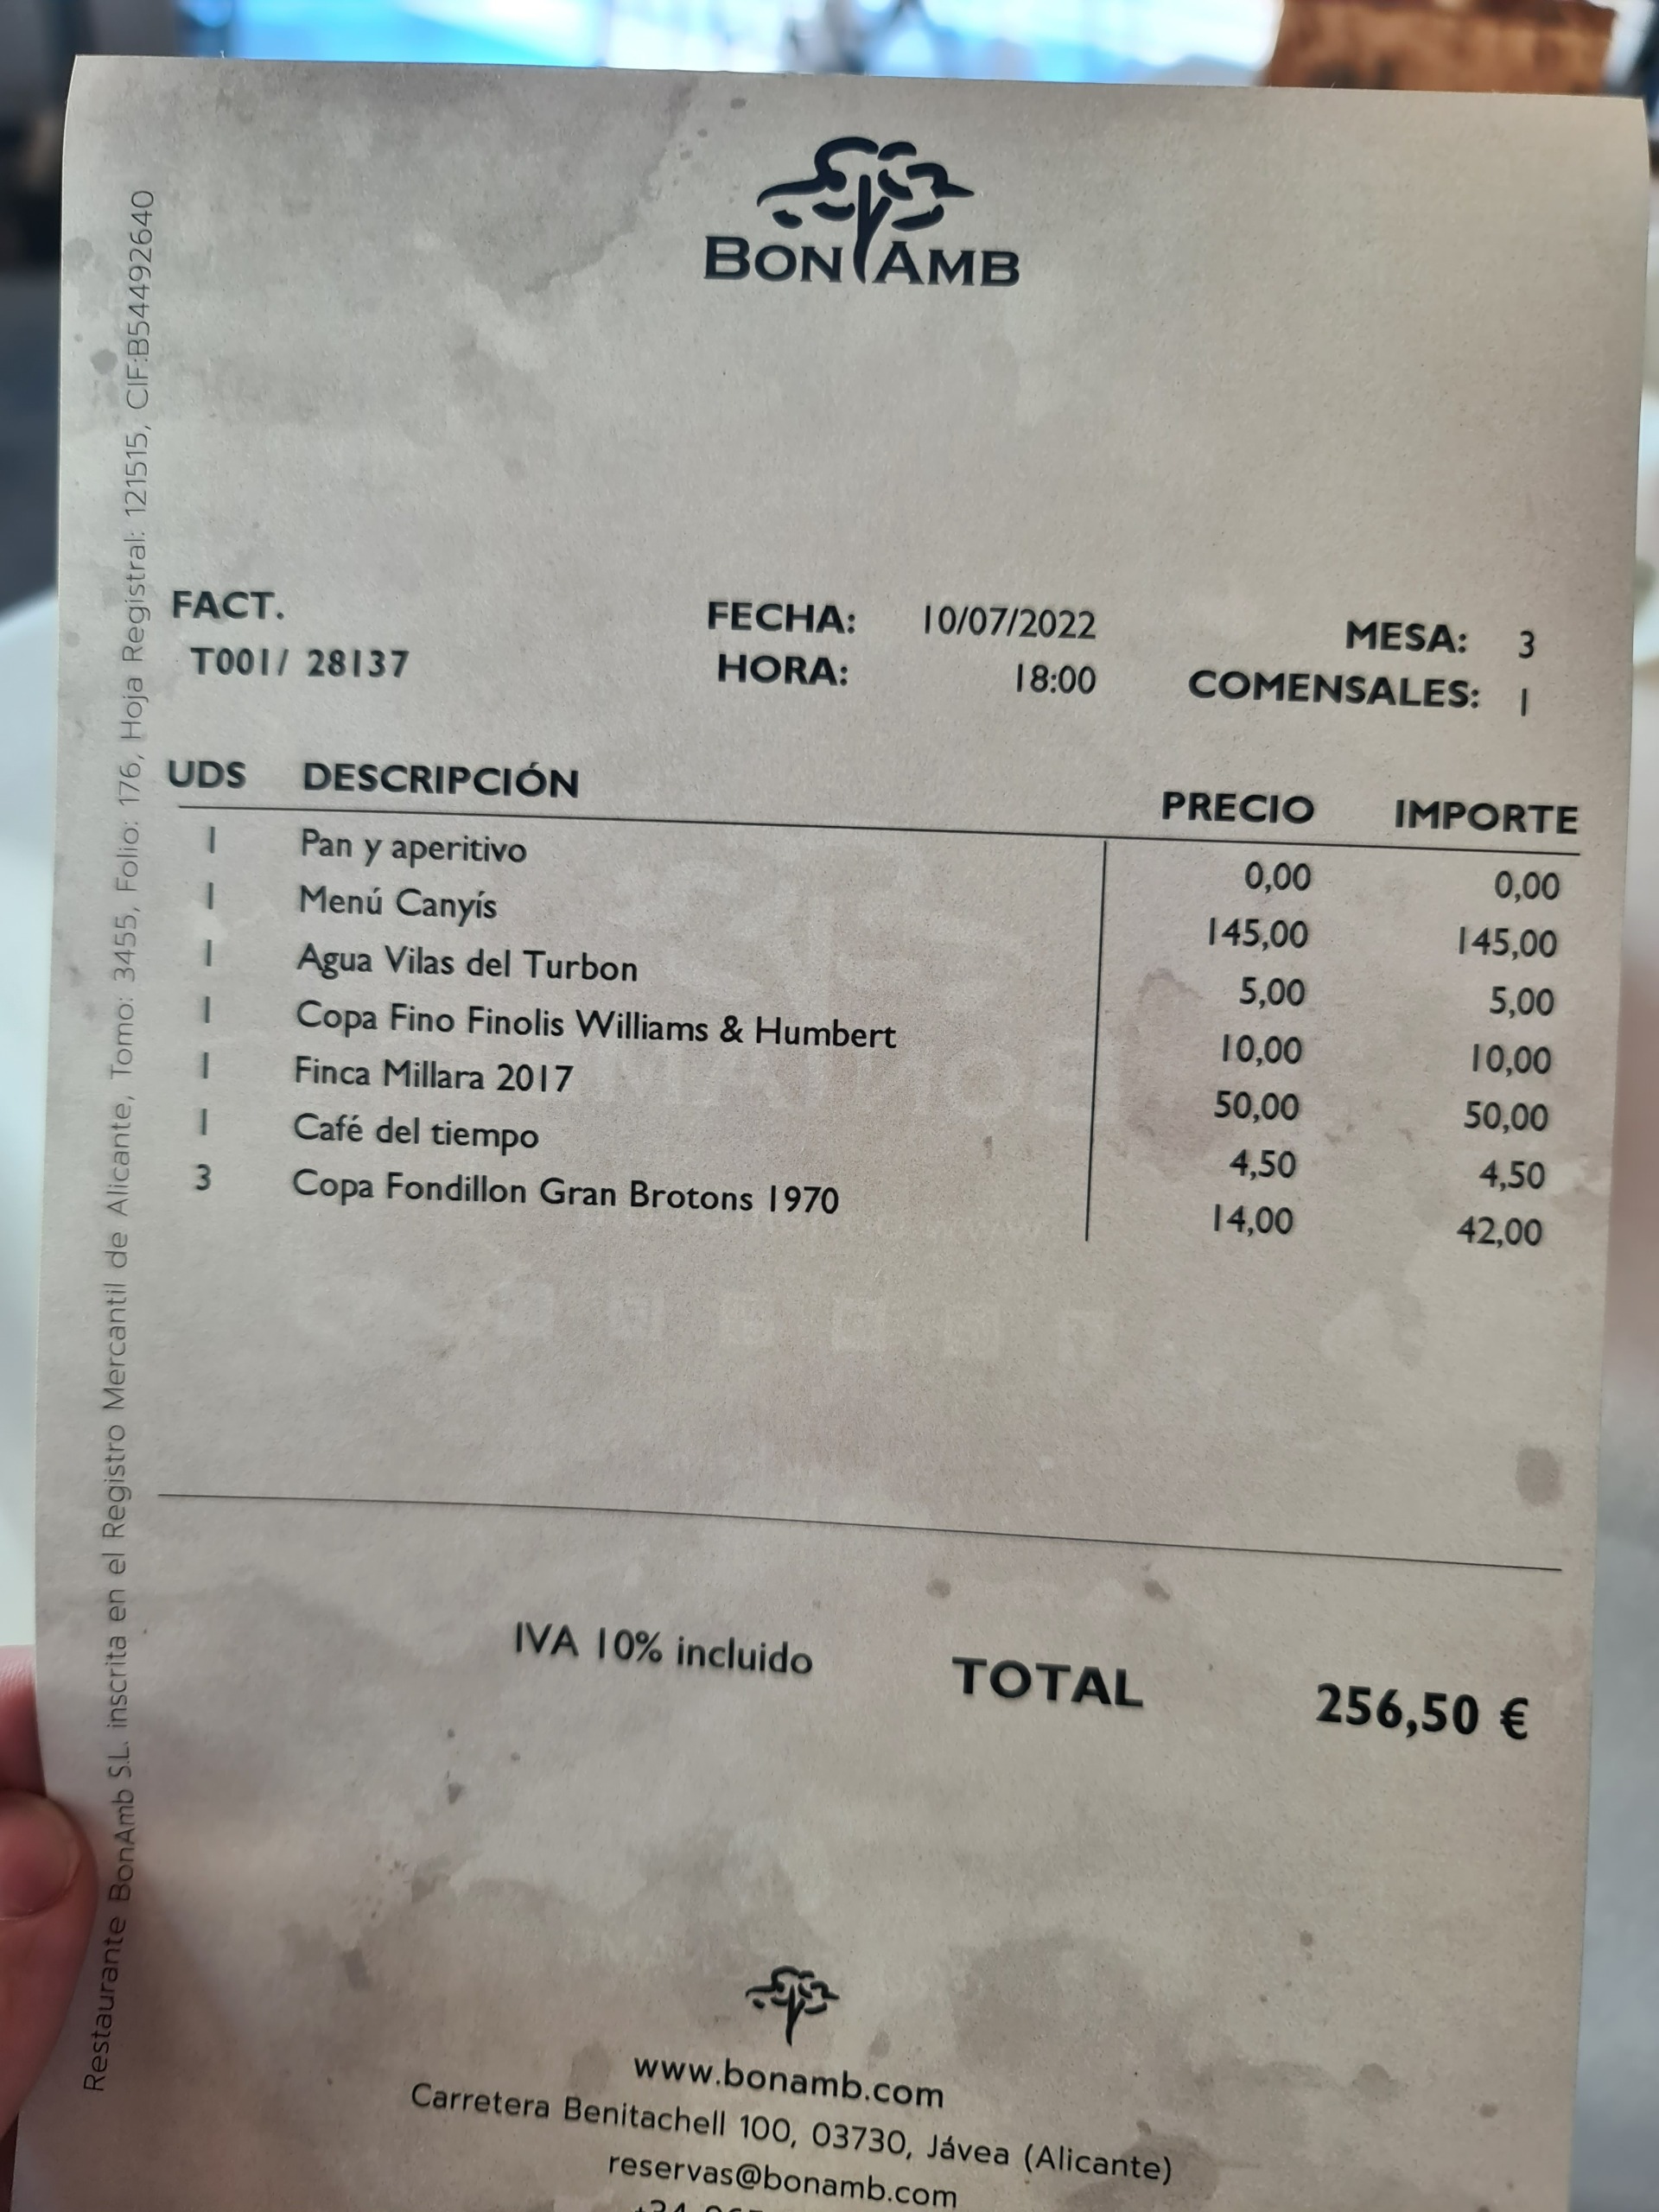 BON AMB
FACT.
T001/ 28137
FECHA: 10/07/2022
HORA: 18:00
MESA: 3
COMENSALES: 1
UDS DESCRIPCIÓN PRECIO IMPORTE
1 Pan y aperitivo 0,00 0,00
1 Menú Canyís 145,00 145,00
1 Agua Vilas del Turbon 5,00 5,00
1 Copa Fino Finolis Williams & Humbert 10,00 10,00
1 Finca Millara 2017 50,00 50,00
1 Café del tiempo 4,50 4,50
3 Copa Fondillon Gran Brotons 1970 14,00 42,00
IVA 10% incluido TOTAL 256,50 €
www.bonamb.com
Carretera Benitachell 100, 03730, Jávea (Alicante)
reservas@bonamb.com
Restaurante BonAmb S.L. inscrita en el Registro Mercantil de Alicante, Tomo: 3455, Folio: 176, Hoja Registral: 121515, CIF:B54492640